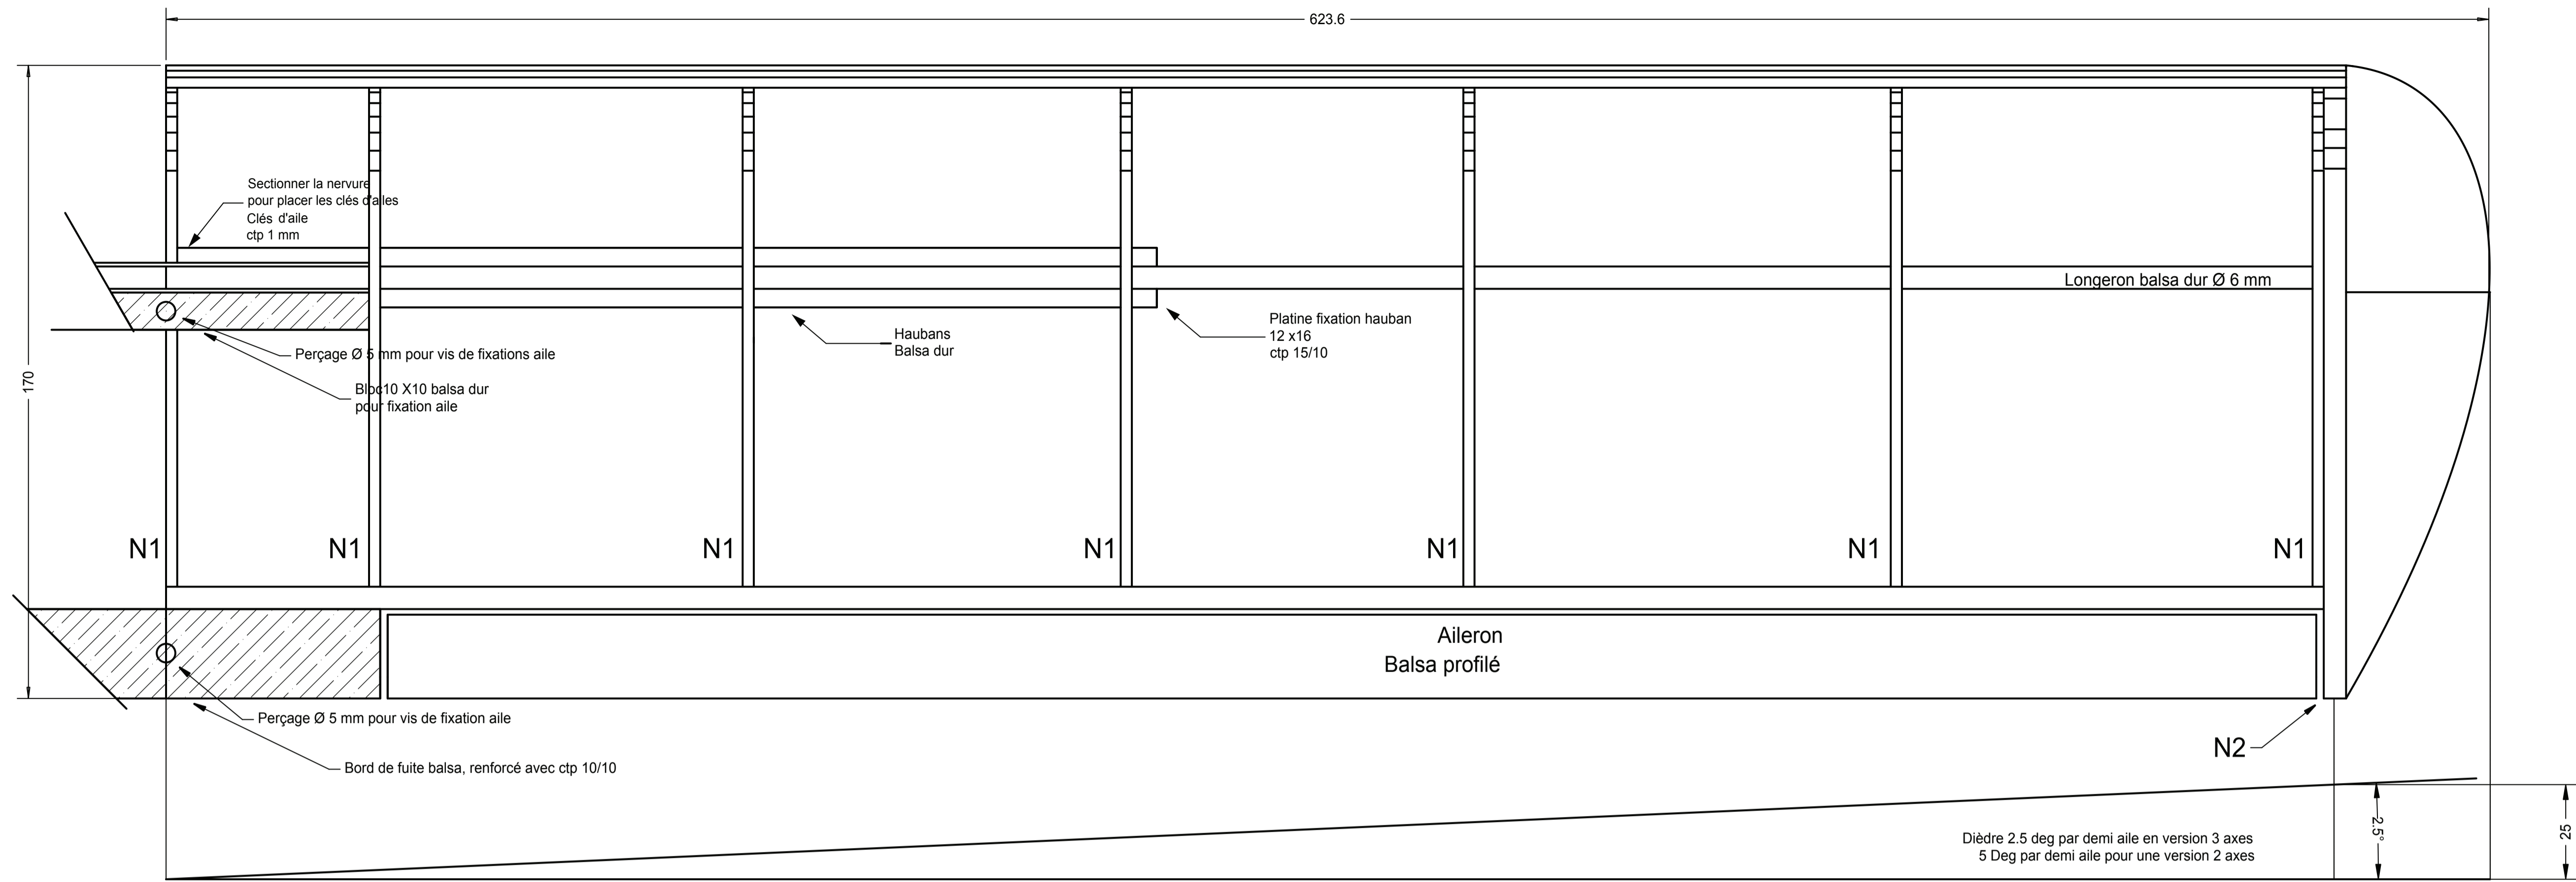 623.6
Sectionner la nervure
pour placer les clés d'ailes
Clés d'aile
ctp 1 mm
Longeron balsa dur Ø 6 mm
Platine fixation hauban
12 x16
ctp 15/10
Haubans
Balsa dur
Perçage Ø 5 mm pour vis de fixations aile
170
Bloc10 X10 balsa dur
pour fixation aile
N1
N1
N1
N1
N1
N1
N1
Aileron
Balsa profilé
Perçage Ø 5 mm pour vis de fixation aile
N2
Bord de fuite balsa, renforcé avec ctp 10/10
2.5°
25
Dièdre 2.5 deg par demi aile en version 3 axes
5 Deg par demi aile pour une version 2 axes